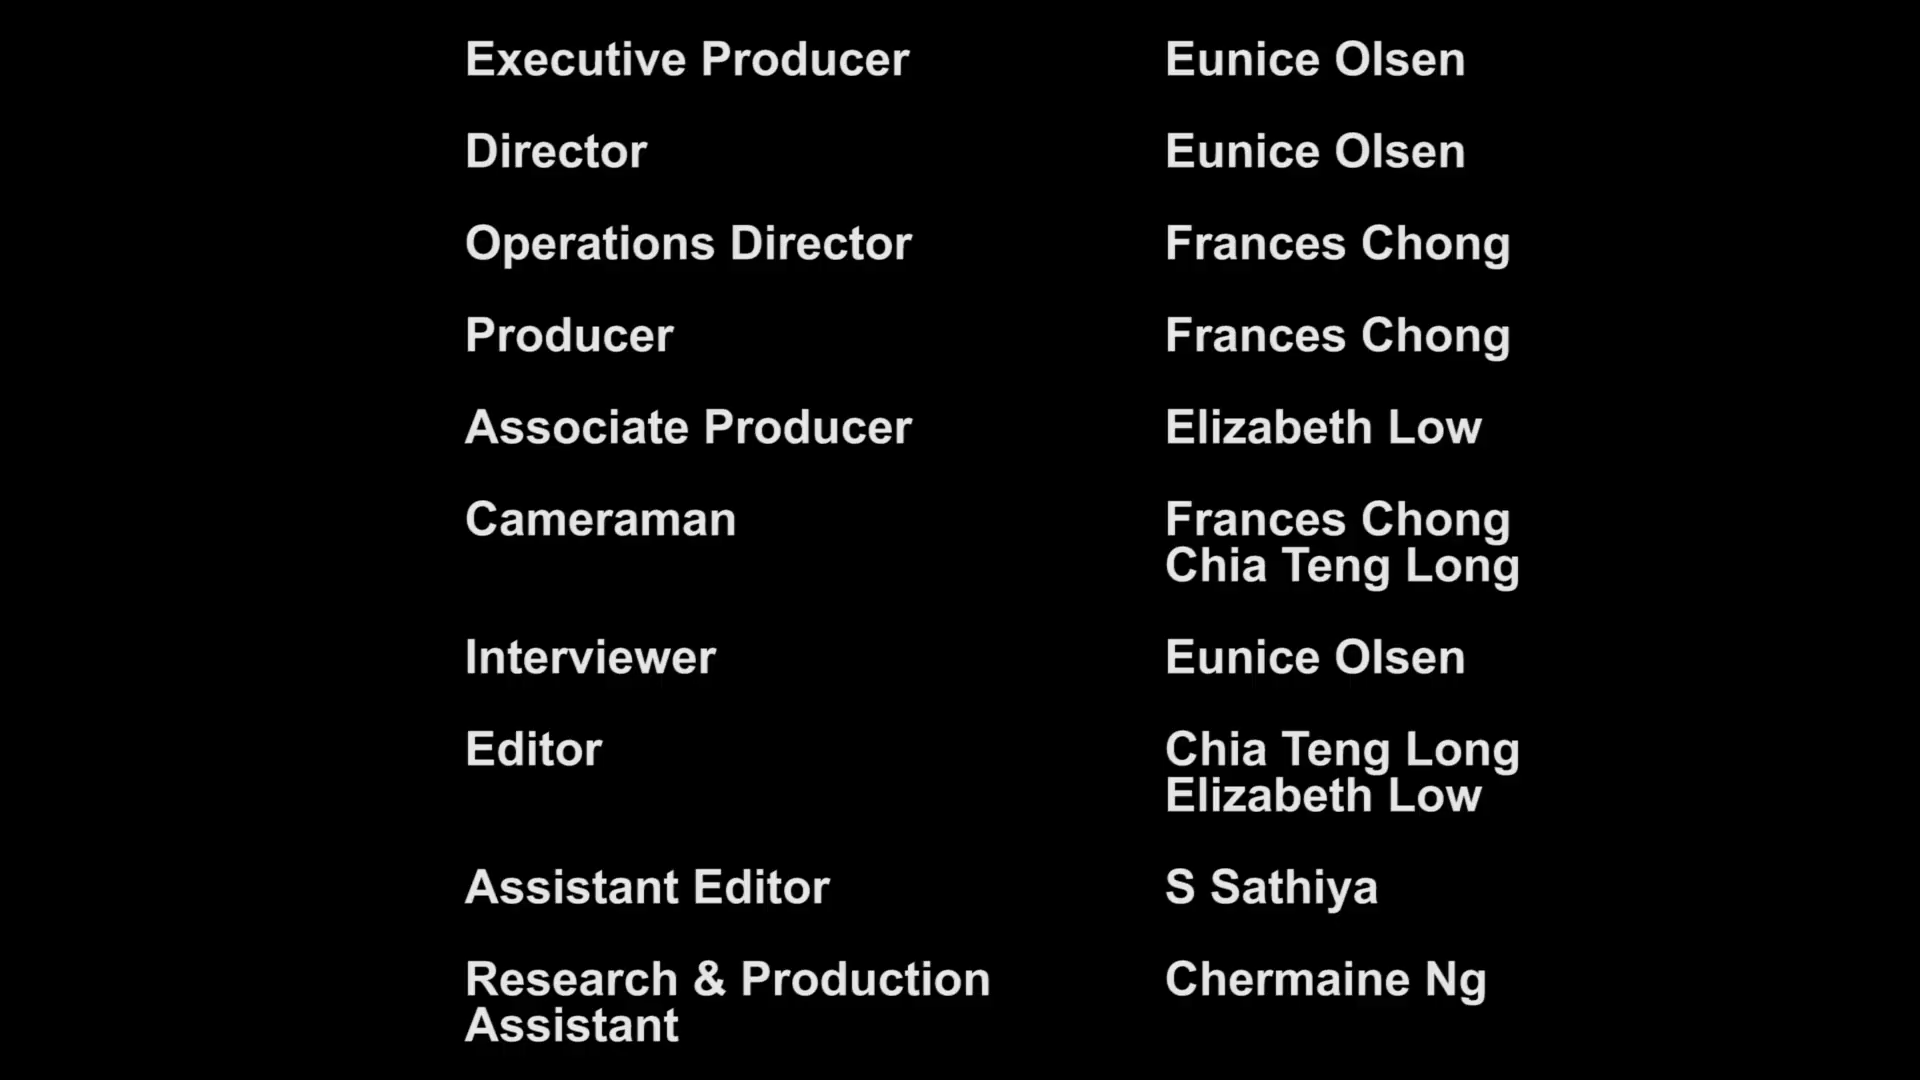 Executive Producer Eunice Olsen
Director Eunice Olsen
Operations Director Frances Chong
Producer Frances Chong
Associate Producer Elizabeth Low
Cameraman Frances Chong
Chia Teng Long
Interviewer Eunice Olsen
Editor Chia Teng Long
Elizabeth Low
Assistant Editor S Sathiya
Research & Production Chermaine Ng
Assistant